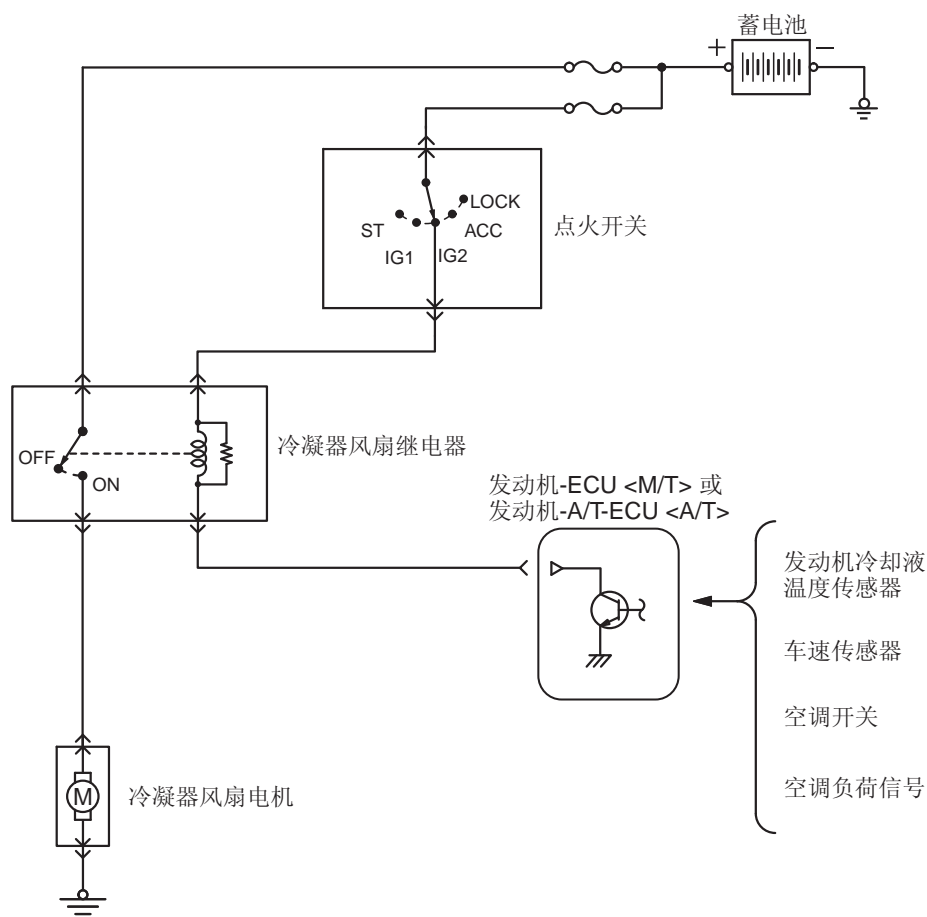 蓄电池
+
−
LOCK
ST
ACC
IG1
IG2
点火开关
OFF
ON
冷凝器风扇继电器
发动机-ECU <M/T> 或
发动机-A/T-ECU <A/T>
发动机冷却液
温度传感器
车速传感器
空调开关
空调负荷信号
M
冷凝器风扇电机